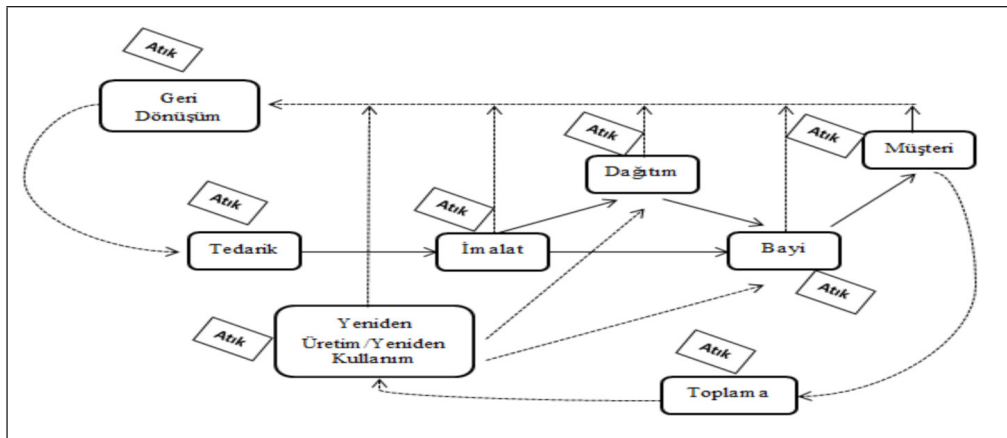 Atık
Geri
Dönüşüm
Atık
Atık
Müşteri
Dağıtım
Atık
Atık
Tedarik
İmalat
Bayi
Atık
Atık
Yeniden
Üretim/Yeniden
Kullanım
Atık
Toplama